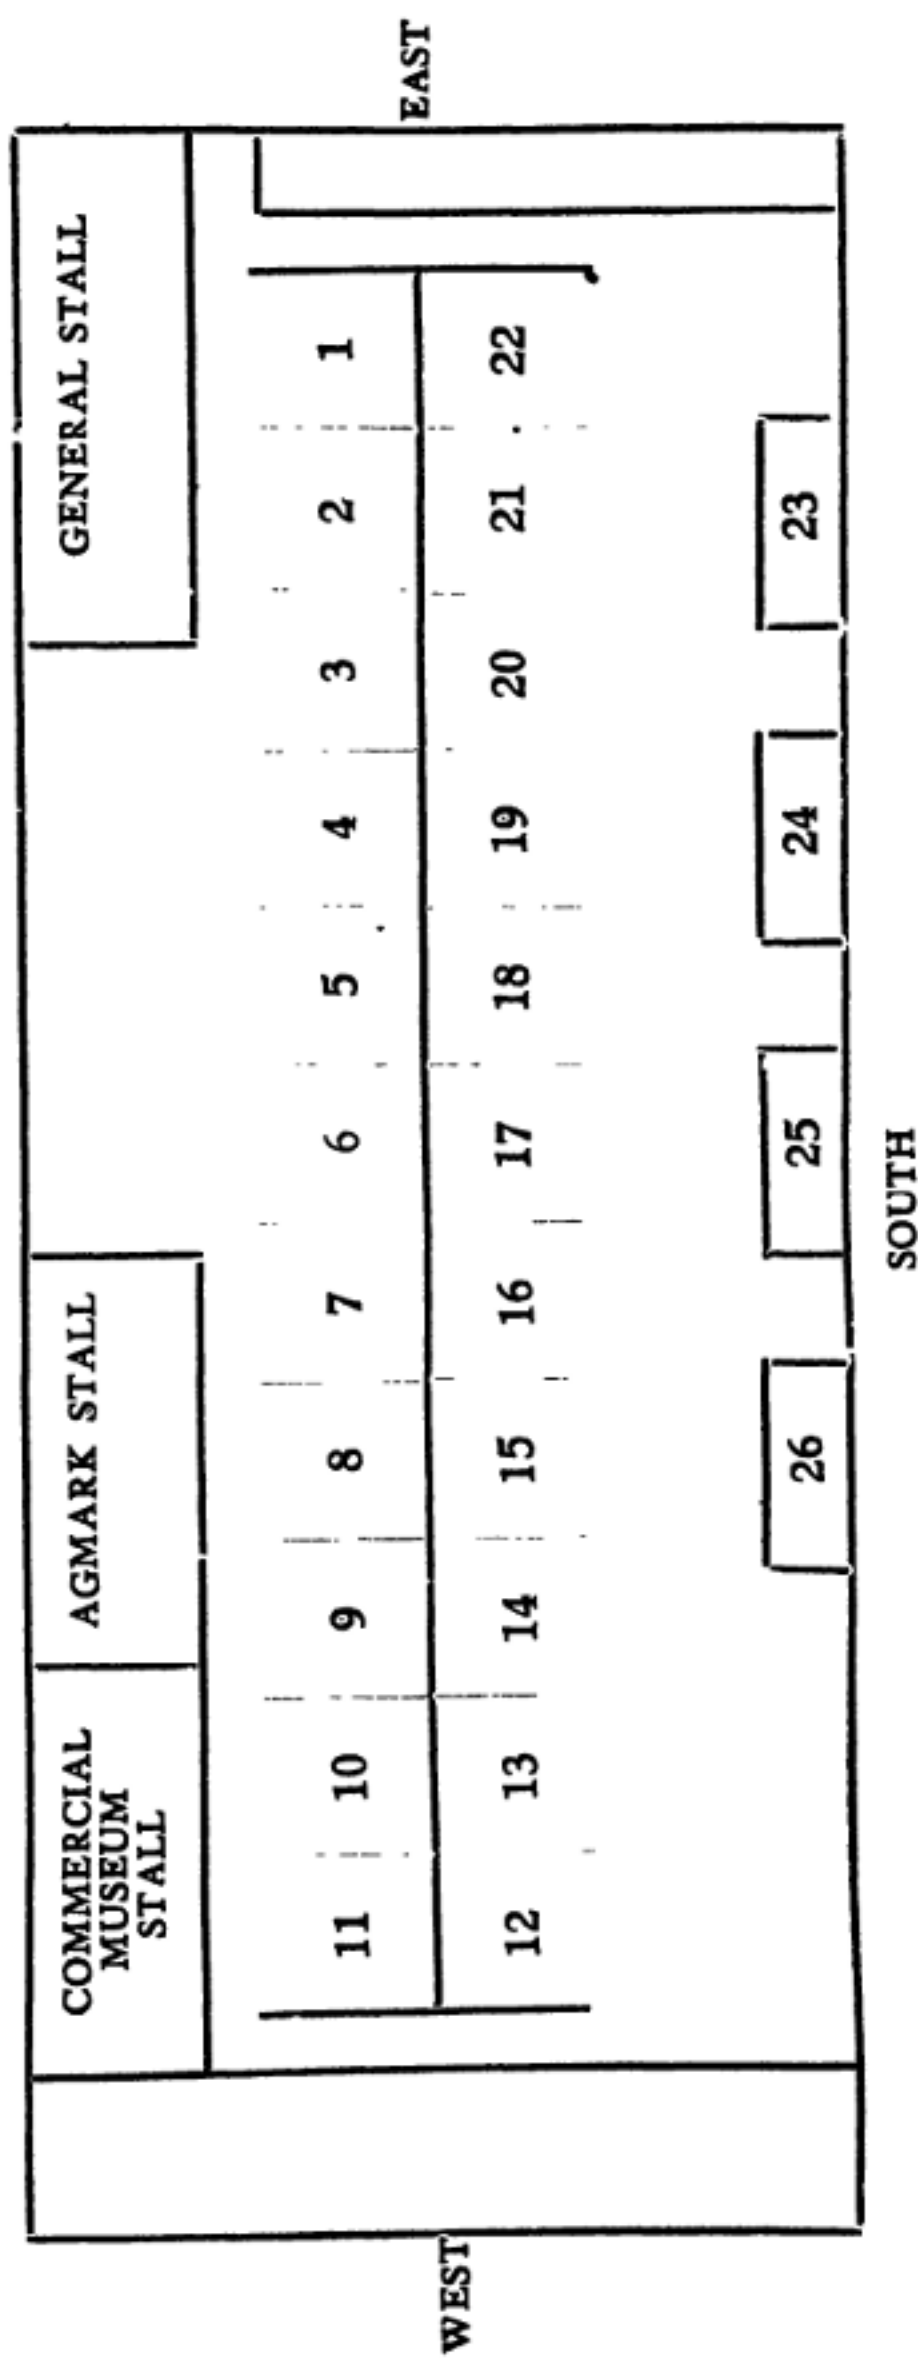 COMMERCIAL
MUSEUM
STALL
AGMARK STALL
GENERAL STALL
11 10 9 8 7 6 5 4 3 2 1
WEST
EAST
12 13 14 15 16 17 18 19 20 21 22
26 25 24 23
SOUTH